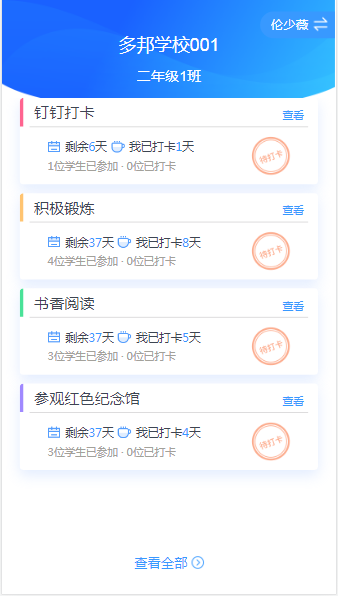 伦少薇
多邦学校001
二年级1班
钉钉打卡
查看
剩余6天 我已打卡1天
1位学生已参加 · 0位已打卡
待打卡
积极锻炼
查看
剩余37天 我已打卡8天
4位学生已参加 · 0位已打卡
待打卡
书香阅读
查看
剩余37天 我已打卡5天
3位学生已参加 · 0位已打卡
待打卡
参观红色纪念馆
查看
剩余37天 我已打卡4天
3位学生已参加 · 0位已打卡
待打卡
查看全部